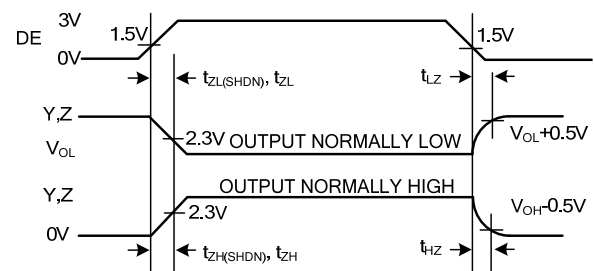 3V
DE
1.5V
1.5V
0V
tZL(SHDN), tZL
tLZ
Y,Z
2.3V
OUTPUT NORMALLY LOW
VOL+0.5V
VOL
Y,Z
OUTPUT NORMALLY HIGH
2.3V
VOH-0.5V
0V
tZH(SHDN), tZH
tHZ